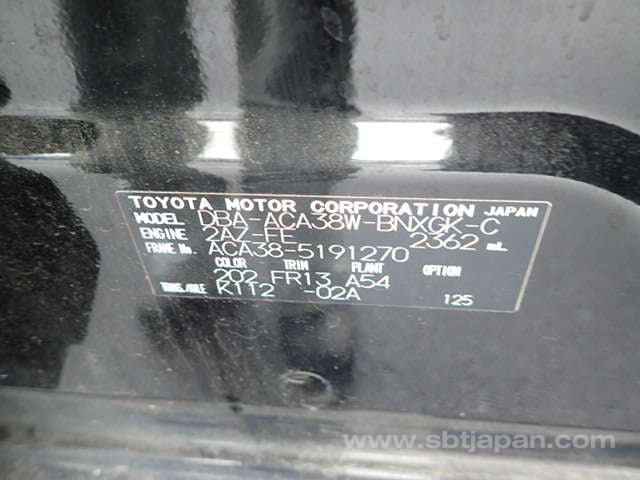 TOYOTA MOTOR CORPORATION JAPAN
MODEL DBA-ACA38W-BNXGK-C
ENGINE 2AZ-FE 2362 mL
FRAME No. ACA38-5191270
COLOR TRIM PLANT OPTION
202 FR13 A54
TRANS./AXLE K112 -02A 125
www.sbtjapan.com